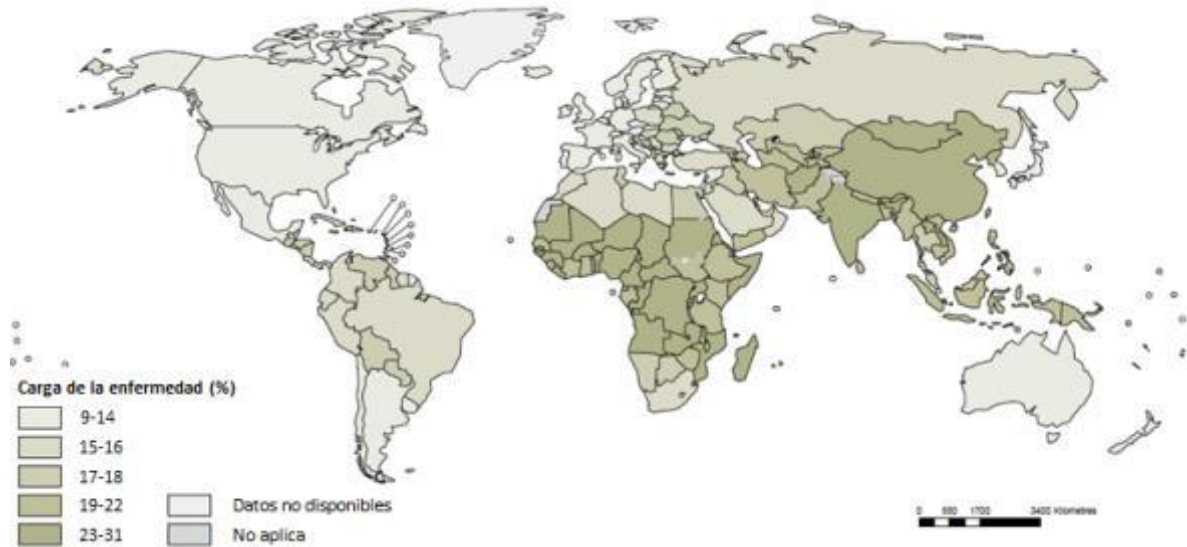 Carga de la enfermedad (%)
9-14
15-16
17-18
19-22
23-31
Datos no disponibles
No aplica
0 850 1700 3400 Kilometres